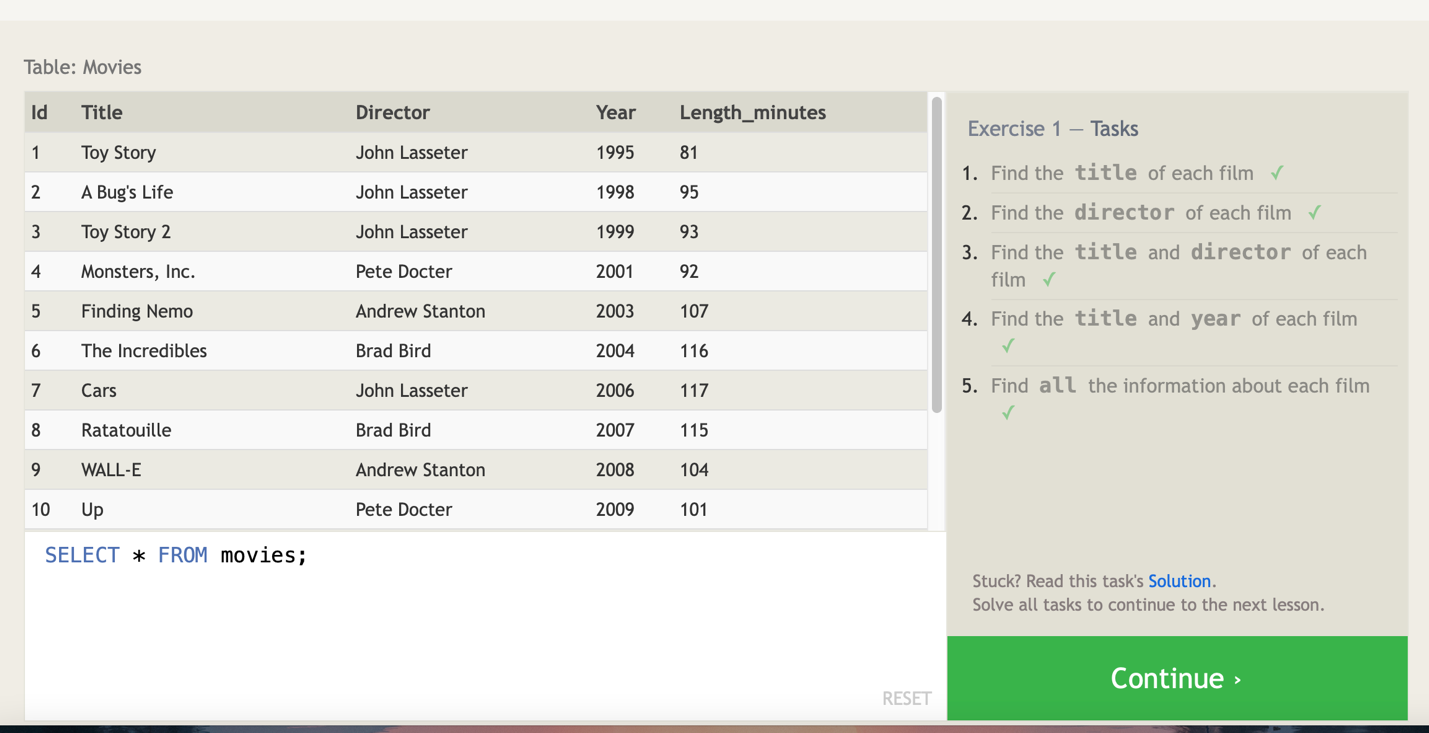 Table: Movies
Id Title Director Year Length_minutes
1 Toy Story John Lasseter 1995 81
2 A Bug's Life John Lasseter 1998 95
3 Toy Story 2 John Lasseter 1999 93
4 Monsters, Inc. Pete Docter 2001 92
5 Finding Nemo Andrew Stanton 2003 107
6 The Incredibles Brad Bird 2004 116
7 Cars John Lasseter 2006 117
8 Ratatouille Brad Bird 2007 115
9 WALL-E Andrew Stanton 2008 104
10 Up Pete Docter 2009 101
SELECT * FROM movies;
RESET
Exercise 1 — Tasks
1. Find the title of each film ✓
2. Find the director of each film ✓
3. Find the title and director of each
film ✓
4. Find the title and year of each film
✓
5. Find all the information about each film
✓
Stuck? Read this task's Solution.
Solve all tasks to continue to the next lesson.
Continue ›